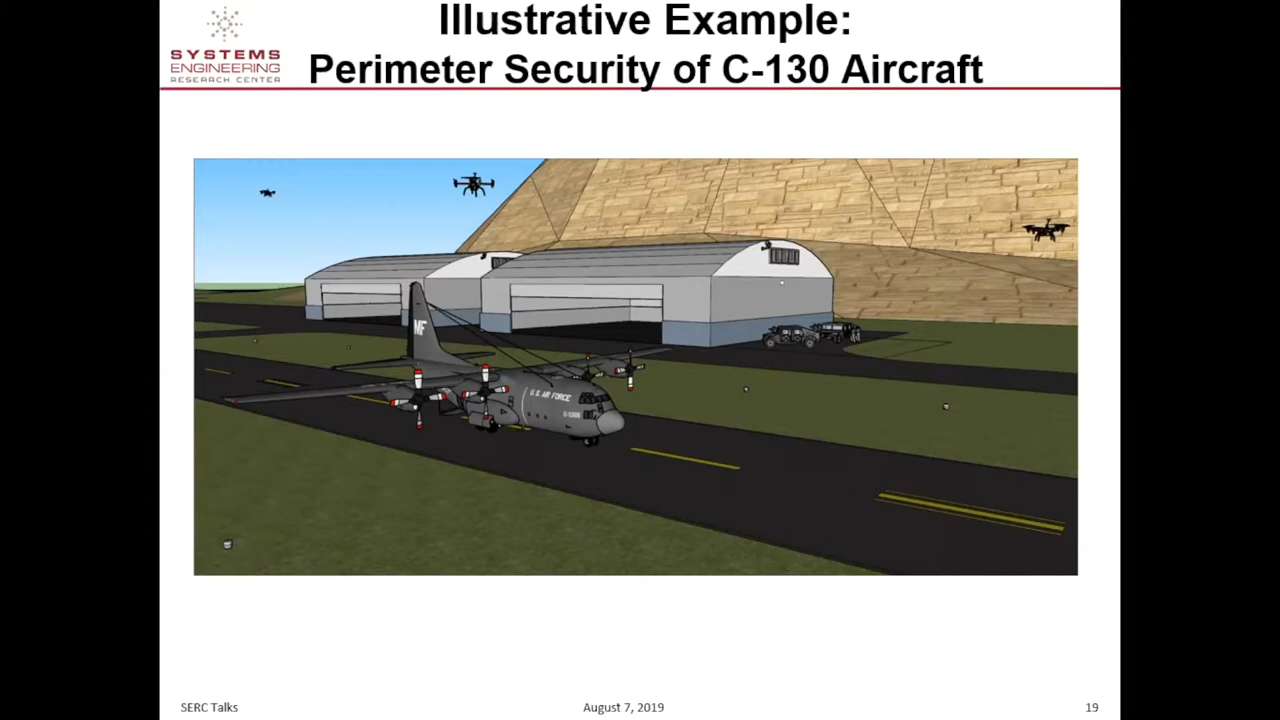 Illustrative Example:
Perimeter Security of C-130 Aircraft
SYSTEMS
ENGINEERING
RESEARCH CENTER
MF
U.S. AIR FORCE
SERC Talks
August 7, 2019
19